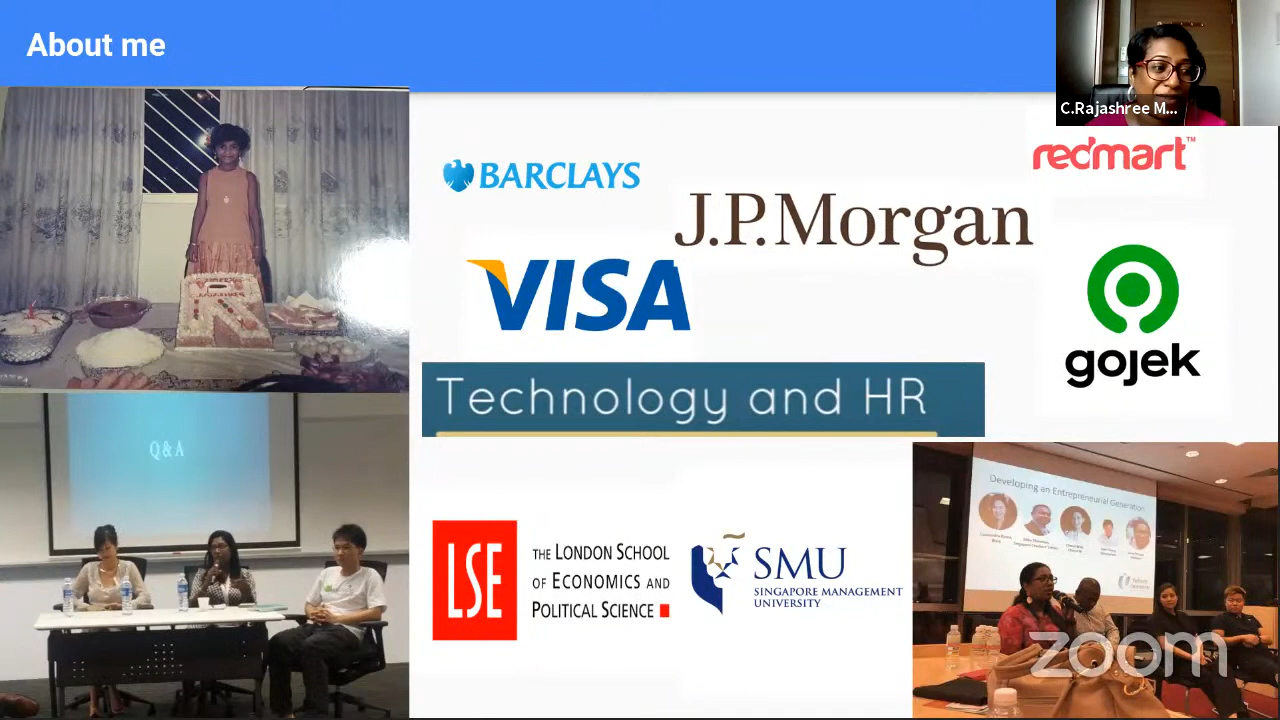 About me
C.Rajashree M...
redmart™
BARCLAYS
J.P.Morgan
VISA
gojek
Technology and HR
Q & A
Developing an Entrepreneurial Generation
LSE
THE LONDON SCHOOL
OF ECONOMICS AND
POLITICAL SCIENCE
SMU
SINGAPORE MANAGEMENT
UNIVERSITY
zoom